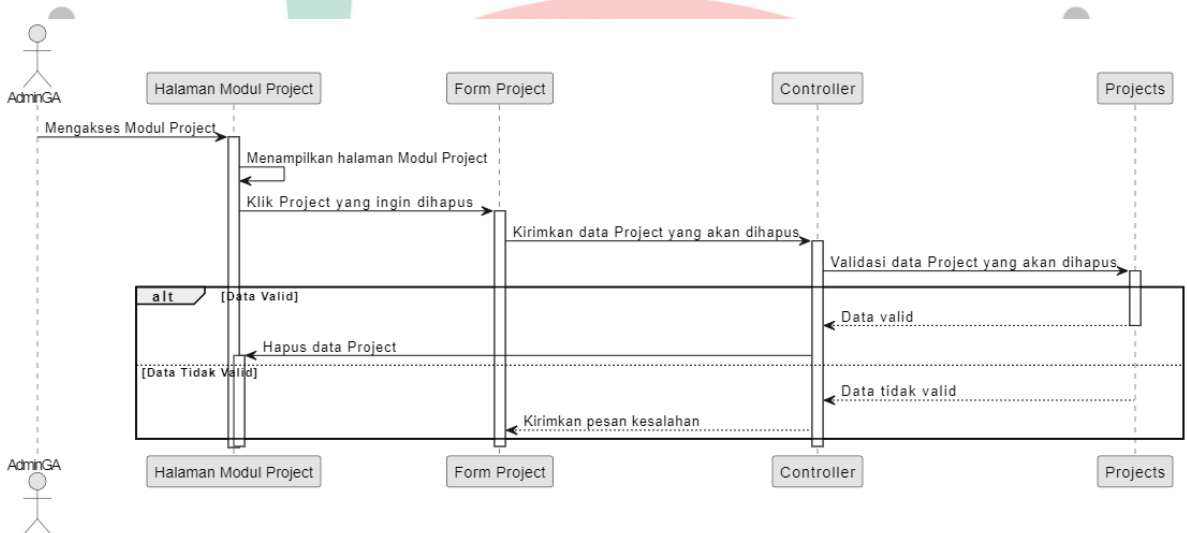 AdminGA
Halaman Modul Project
Form Project
Controller
Projects
Mengakses Modul Project
Menampilkan halaman Modul Project
Klik Project yang ingin dihapus
Kirimkan data Project yang akan dihapus
Validasi data Project yang akan dihapus
alt [Data Valid]
Data valid
Hapus data Project
[Data Tidak Valid]
Data tidak valid
Kirimkan pesan kesalahan
AdminGA
Halaman Modul Project
Form Project
Controller
Projects